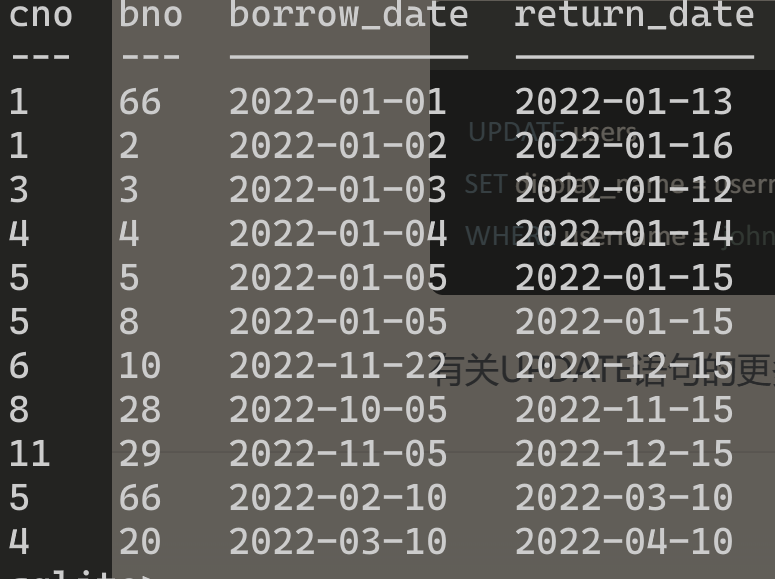 cno bno borrow_date return_date
--- --- ----------- -----------
1 66 2022-01-01 2022-01-13
1 2 2022-01-02 2022-01-16
3 3 2022-01-03 2022-01-12
4 4 2022-01-04 2022-01-14
5 5 2022-01-05 2022-01-15
5 8 2022-01-05 2022-01-15
6 10 2022-11-22 2022-12-15
8 28 2022-10-05 2022-11-15
11 29 2022-11-05 2022-12-15
5 66 2022-02-10 2022-03-10
4 20 2022-03-10 2022-04-10
sqlite>
UPDATE users
SET display_name = usern
WHERE username = 'john
有关UPDATE语句的更